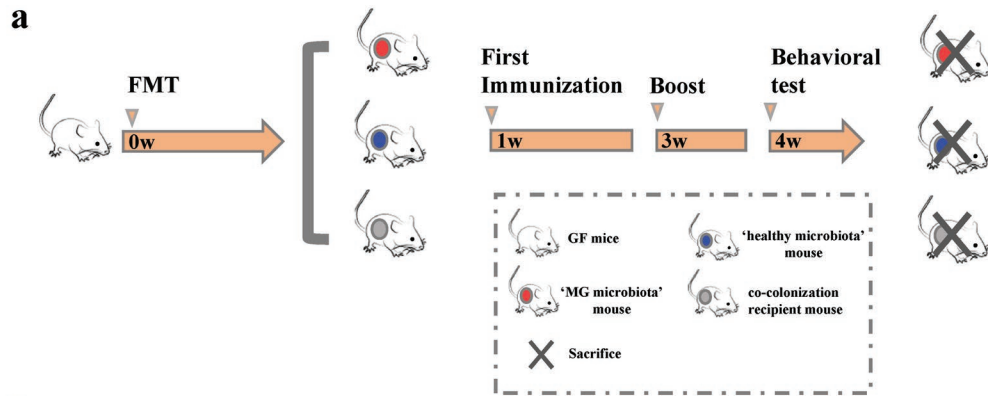 a
FMT
0w
First
Immunization
1w
Boost
3w
Behavioral
test
4w
GF mice
‘healthy microbiota’
mouse
‘MG microbiota’
mouse
co-colonization
recipient mouse
Sacrifice